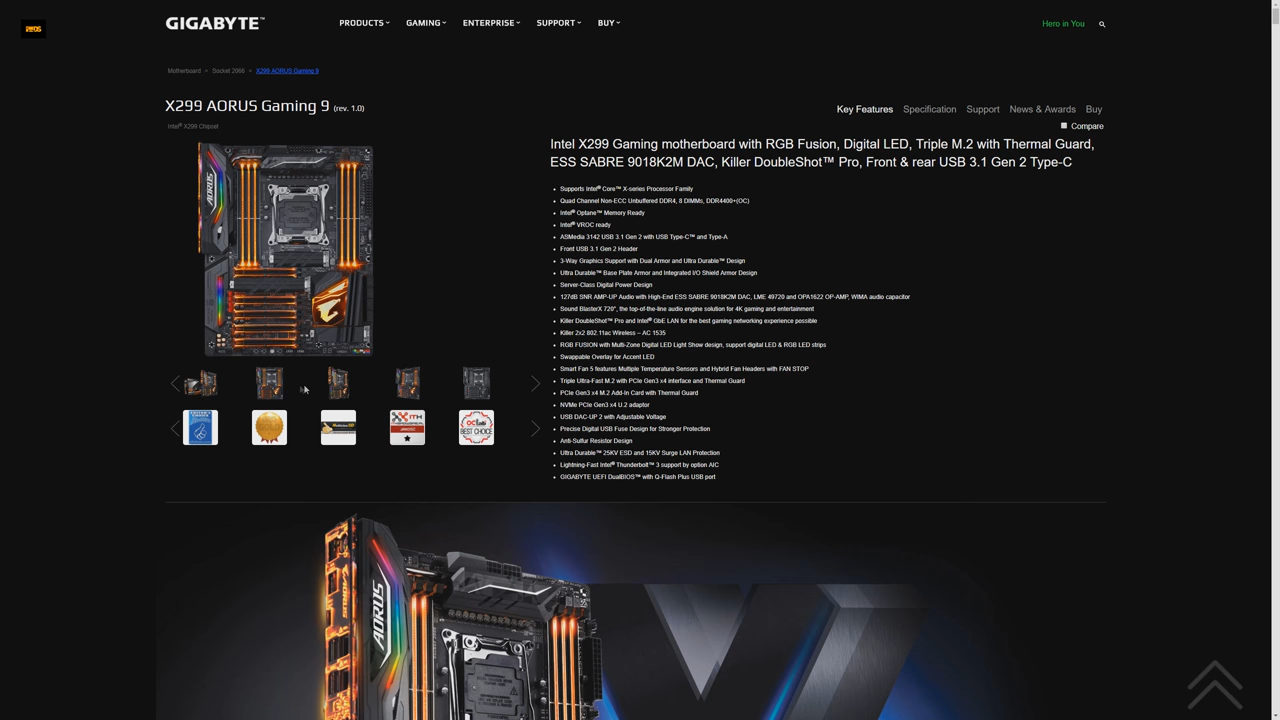 GIGABYTE™
PRODUCTS
GAMING
ENTERPRISE
SUPPORT
BUY
Hero in You
Motherboard > Socket 2066 > X299 AORUS Gaming 9
X299 AORUS Gaming 9 (rev. 1.0)
Key Features
Specification
Support
News & Awards
Buy
Intel® X299 Chipset
Compare
Intel X299 Gaming motherboard with RGB Fusion, Digital LED, Triple M.2 with Thermal Guard,
ESS SABRE 9018K2M DAC, Killer DoubleShot™ Pro, Front & rear USB 3.1 Gen 2 Type-C
Supports Intel® Core™ X-series Processor Family
Quad Channel Non-ECC Unbuffered DDR4, 8 DIMMs, DDR4400+(OC)
Intel® Optane™ Memory Ready
Intel® VROC ready
ASMedia 3142 USB 3.1 Gen 2 with USB Type-C™ and Type-A
Front USB 3.1 Gen 2 Header
3-Way Graphics Support with Dual Armor and Ultra Durable™ Design
Ultra Durable™ Base Plate Armor and Integrated I/O Shield Armor Design
Server-Class Digital Power Design
127dB SNR AMP-UP Audio with High-End ESS SABRE 9018K2M DAC, LME 49720 and OPA1622 OP-AMP, WIMA audio capacitor
Sound BlasterX 720°, the top-of-the-line audio engine solution for 4K gaming and entertainment
Killer DoubleShot™ Pro and Intel® GbE LAN for the best gaming networking experience possible
Killer 2x2 802.11ac Wireless – AC 1535
RGB FUSION with Multi-Zone Digital LED Light Show design, support digital LED & RGB LED strips
Swappable Overlay for Accent LED
Smart Fan 5 features Multiple Temperature Sensors and Hybrid Fan Headers with FAN STOP
Triple Ultra-Fast M.2 with PCIe Gen3 x4 interface and Thermal Guard
PCIe Gen3 x4 M.2 Add-In Card with Thermal Guard
NVMe PCIe Gen3 x4 U.2 adaptor
USB DAC-UP 2 with Adjustable Voltage
Precise Digital USB Fuse Design for Stronger Protection
Anti-Sulfur Resistor Design
Ultra Durable™ 25KV ESD and 15KV Surge LAN Protection
Lightning-Fast Intel® Thunderbolt™ 3 support by option AIC
GIGABYTE UEFI DualBIOS™ with Q-Flash Plus USB port
AORUS
GOLD
BEST CHOICE
AORUS